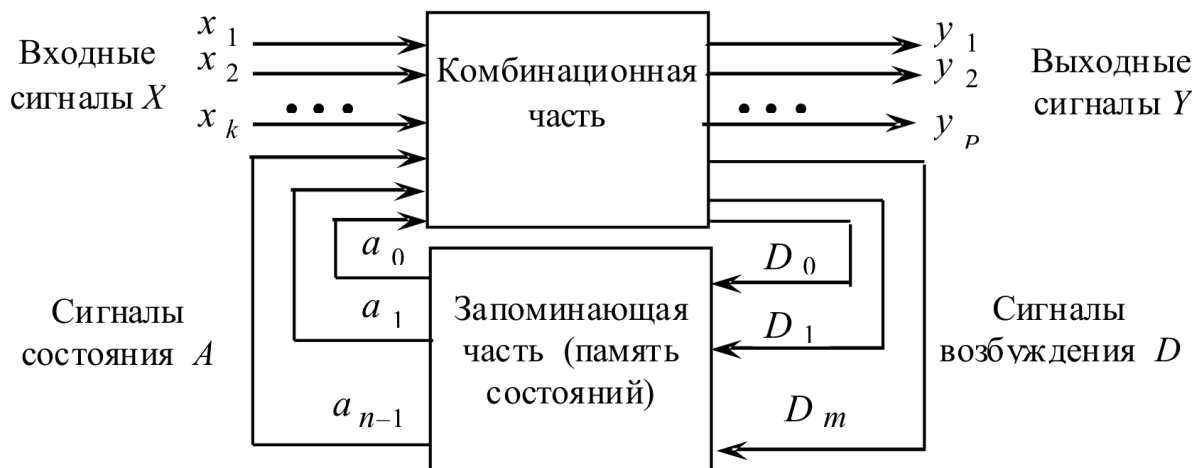 Входные
сигналы X
x 1
x 2
x k
• • •
Комбинационная
часть
• • •
y 1
y 2
y P
Выходные
сигналы Y
Сигналы
состояния A
a 0
a 1
a n–1
Запоминающая
часть (память
состояний)
D 0
D 1
D m
Сигналы
возбуждения D